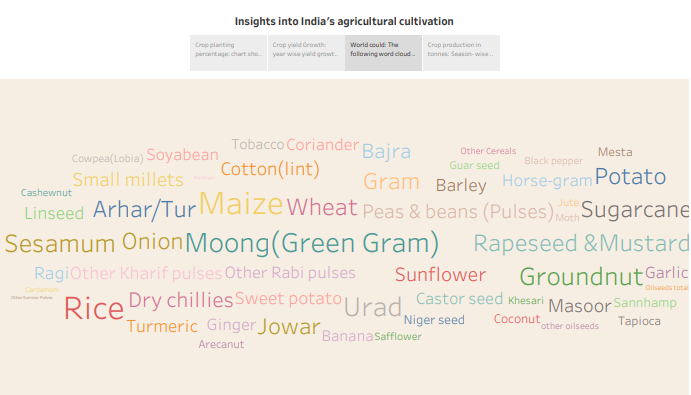 Insights into India's agricultural cultivation
Crop planting percentage: chart sho..
Crop yield Growth: year wise yield growt..
World could: The following word cloud ..
Crop production in tonnes: Season- wise ..
Tobacco Coriander Bajra
Cowpea(Lobia) Soyabean Other Cereals Mesta
Cotton(lint) Guar seed Black pepper
Small millets Gram Barley Horse-gram Potato
Cashewnut
Linseed Arhar/Tur Maize Wheat Peas & beans (Pulses) Jute Sugarcane
Moth
Sesamum Onion Moong(Green Gram) Rapeseed &Mustard
Ragi Other Kharif pulses Other Rabi pulses Sunflower Groundnut Garlic
Cardamom Oilseeds total
Other Summer Pulses
Rice Dry chillies Sweet potato Urad Castor seed Khesari Masoor Sannhamp
Turmeric Ginger Jowar Niger seed Coconut other oilseeds Tapioca
Arecanut Banana Safflower